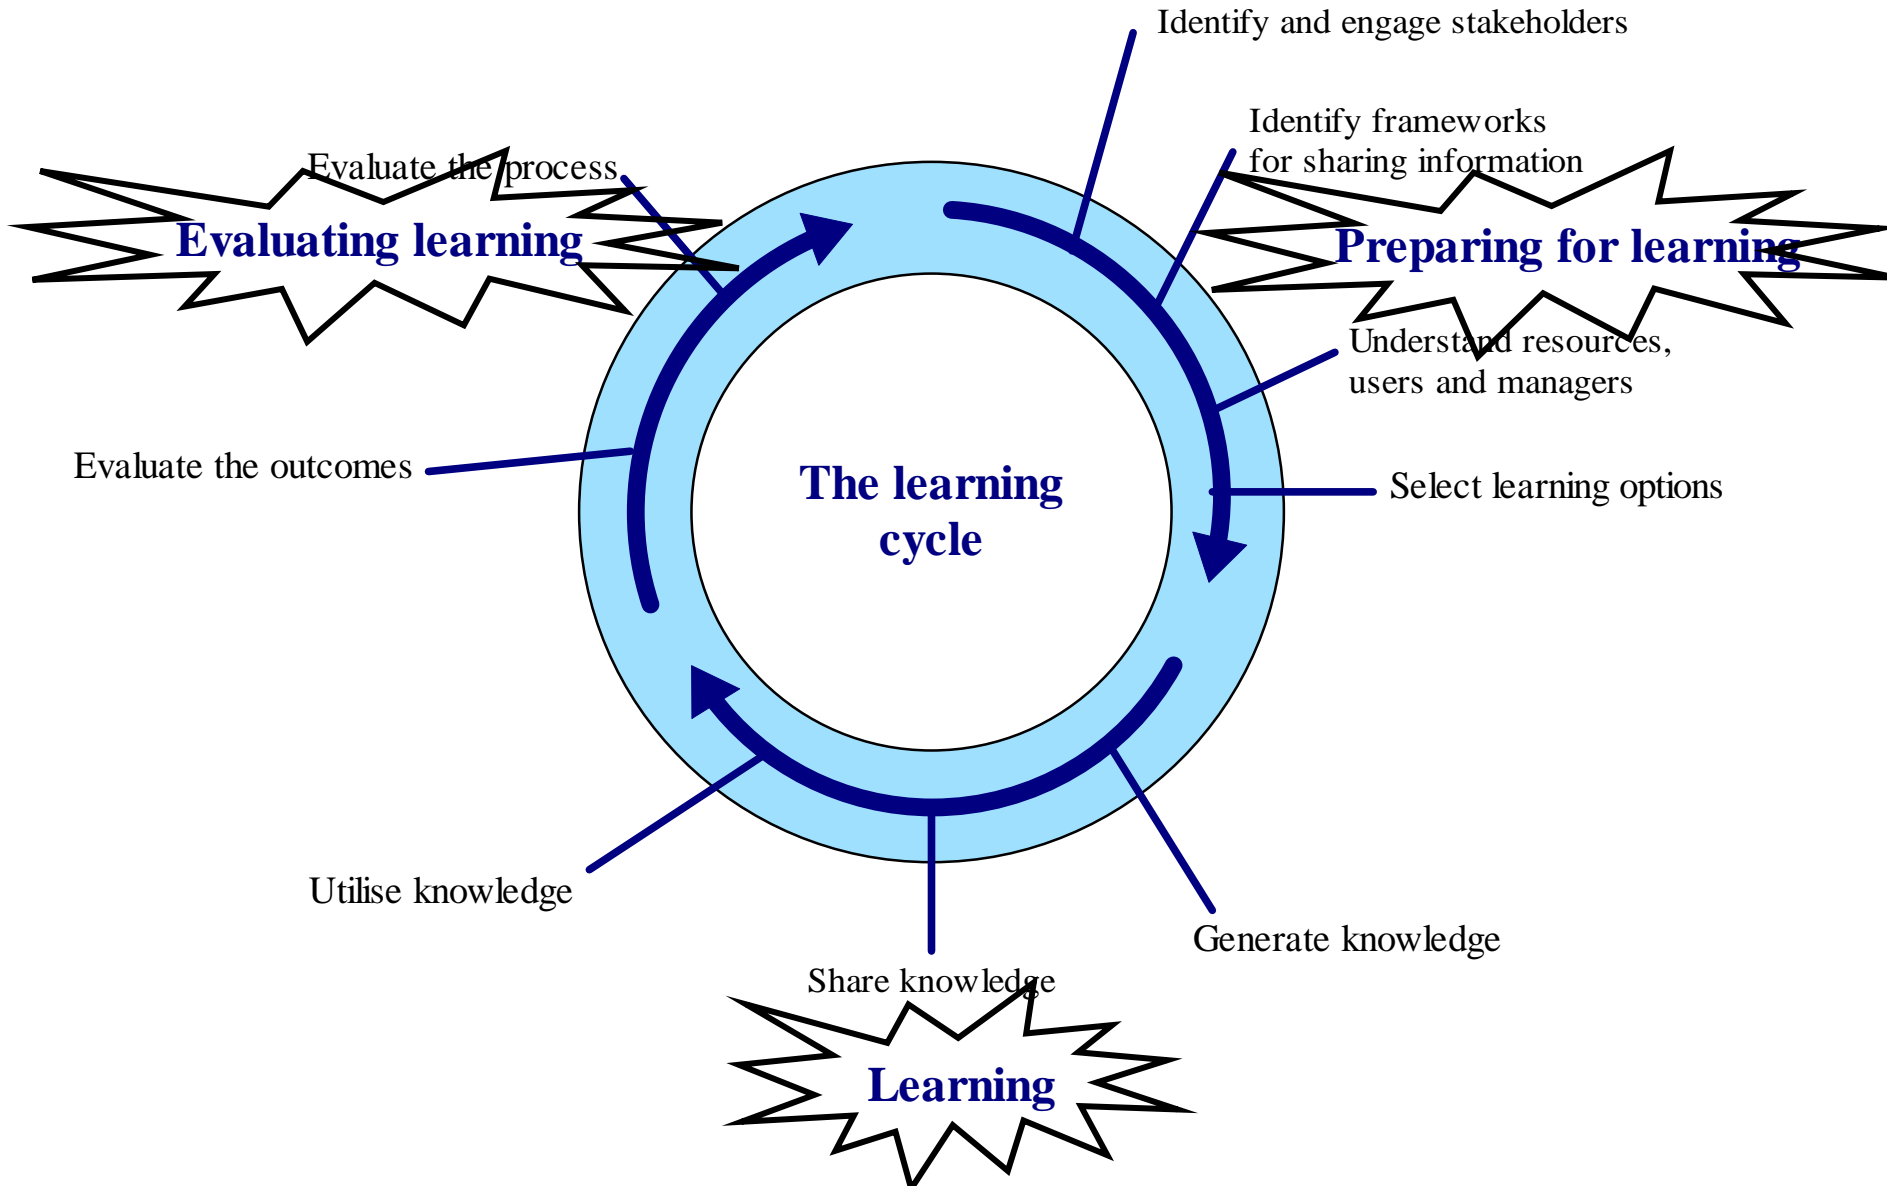 Identify and engage stakeholders
Identify frameworks
for sharing information
Evaluate the process
Evaluating learning
Preparing for learning
Understand resources,
users and managers
Evaluate the outcomes
The learning
cycle
Select learning options
Utilise knowledge
Generate knowledge
Share knowledge
Learning